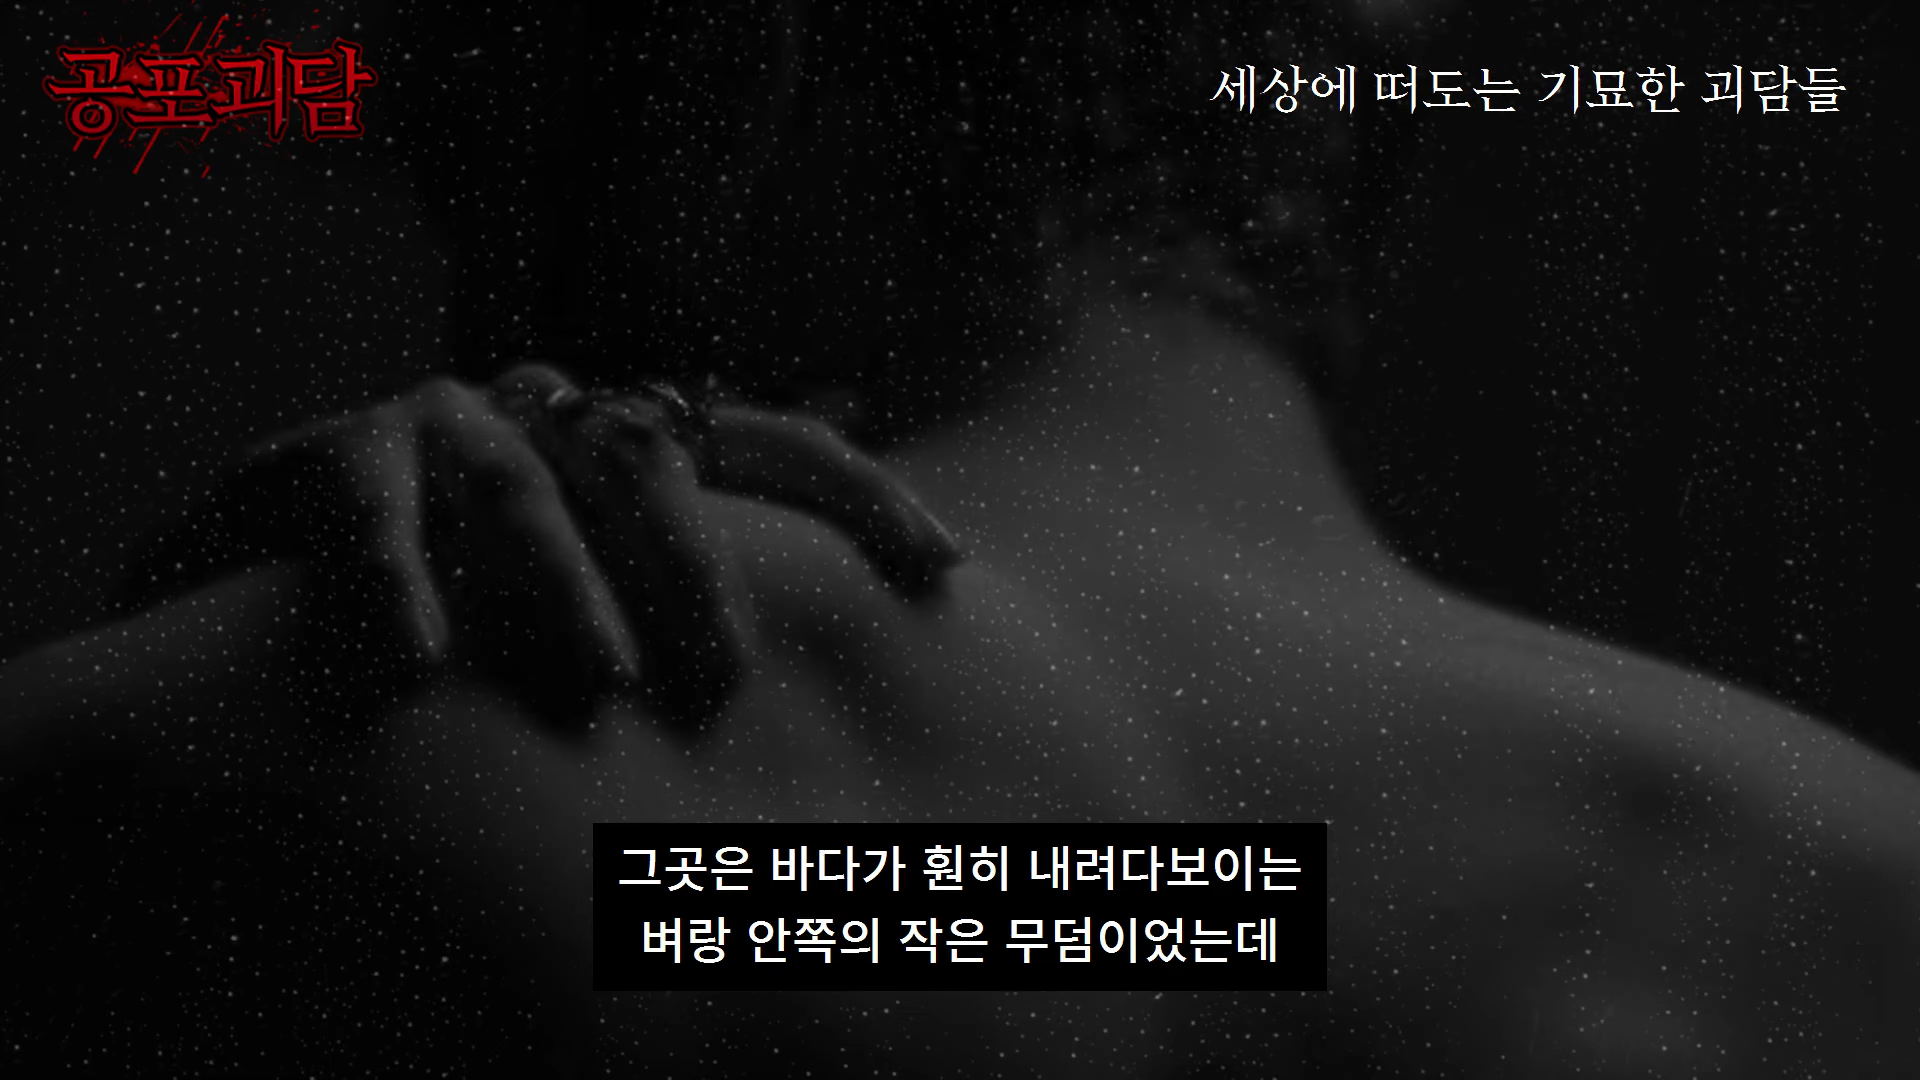 공포괴담
세상에 떠도는 기묘한 괴담들
그곳은 바다가 훤히 내려다보이는
벼랑 안쪽의 작은 무덤이었는데